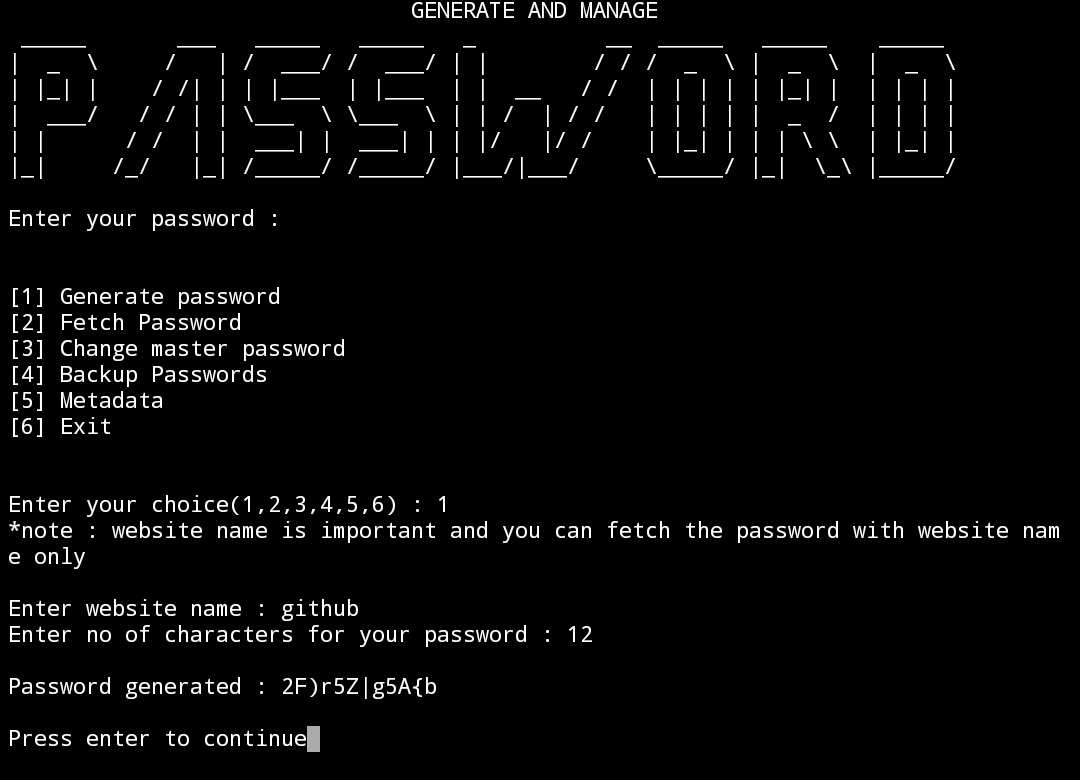 GENERATE AND MANAGE
PASSWORD
Enter your password :
[1] Generate password
[2] Fetch Password
[3] Change master password
[4] Backup Passwords
[5] Metadata
[6] Exit
Enter your choice(1,2,3,4,5,6) : 1
*note : website name is important and you can fetch the password with website nam
e only
Enter website name : github
Enter no of characters for your password : 12
Password generated : 2F)r5Z|g5A{b
Press enter to continue